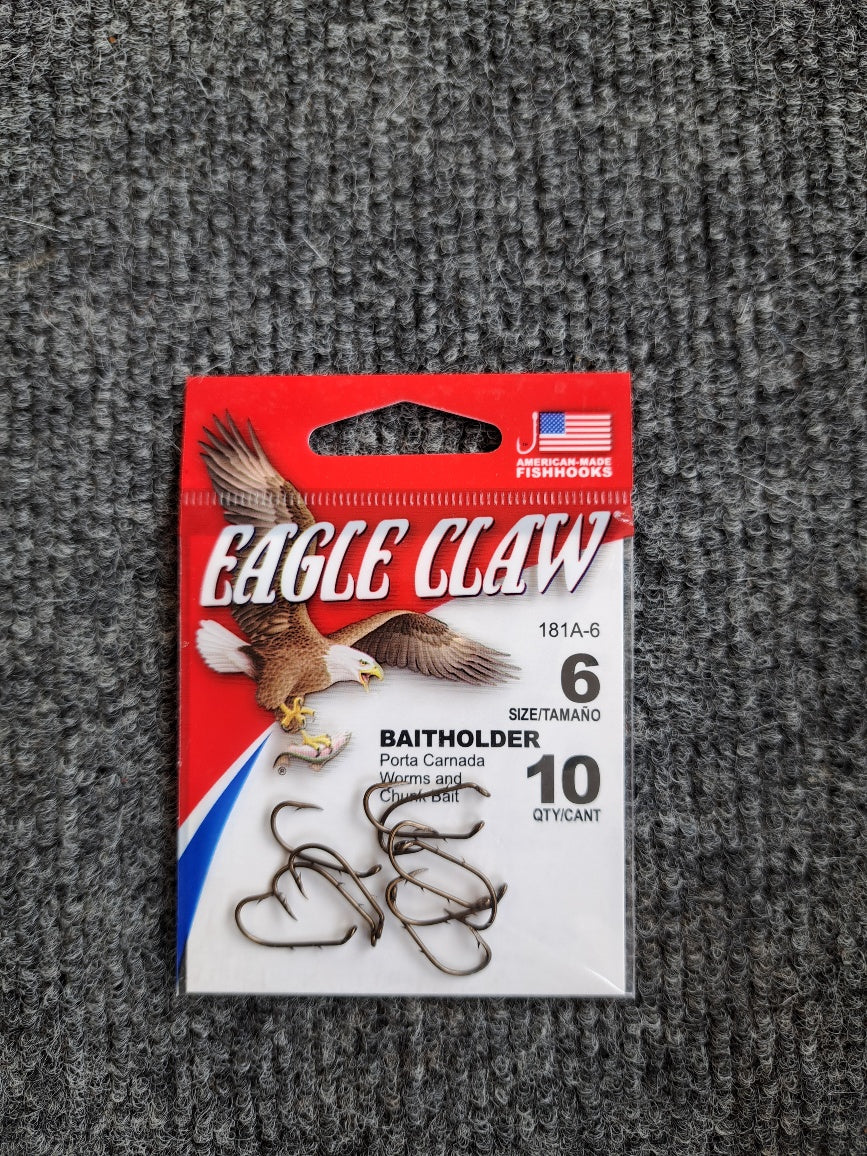 AMERICAN-MADE
FISHHOOKS
EAGLE CLAW
181A-6
6
SIZE/TAMAÑO
BAITHOLDER
Porta Carnada
Worms and
Chunk Bait
10
QTY/CANT
®